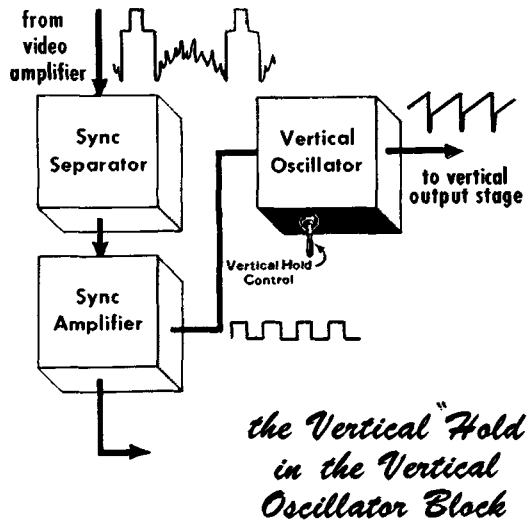 from
video
amplifier
Sync
Separator
Vertical
Oscillator
to vertical
output stage
Vertical Hold
Control
Sync
Amplifier
the Vertical "Hold
in the Vertical
Oscillator Block